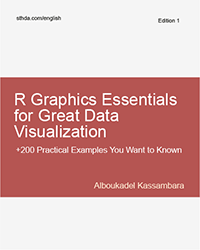 sthda.com/english
Edition 1
R Graphics Essentials
for Great Data
Visualization
+200 Practical Examples You Want to Known
Alboukadel Kassambara